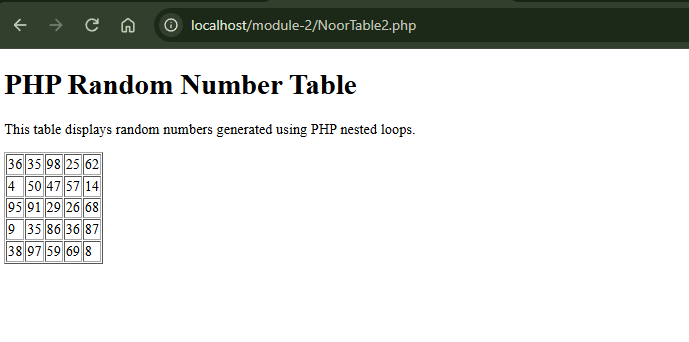 localhost/module-2/NoorTable2.php
PHP Random Number Table
This table displays random numbers generated using PHP nested loops.
36 35 98 25 62
4 50 47 57 14
95 91 29 26 68
9 35 86 36 87
38 97 59 69 8